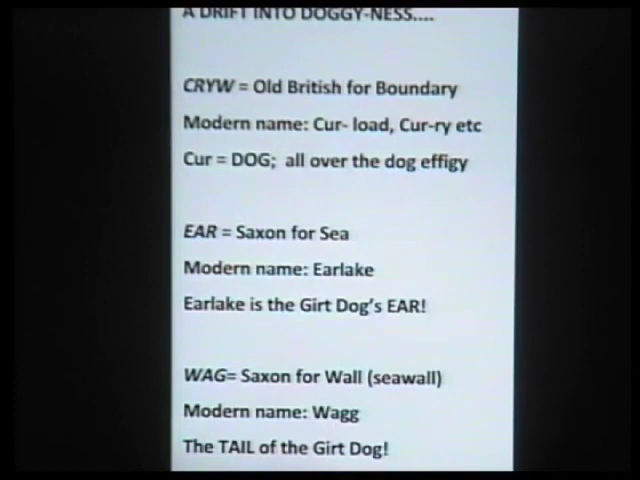 A DRIFT INTO DOGGY-NESS....
CRYW = Old British for Boundary
Modern name: Cur- load, Cur-ry etc
Cur = DOG;  all over the dog effigy
EAR = Saxon for Sea
Modern name: Earlake
Earlake is the Girt Dog's EAR!
WAG= Saxon for Wall (seawall)
Modern name: Wagg
The TAIL of the Girt Dog!